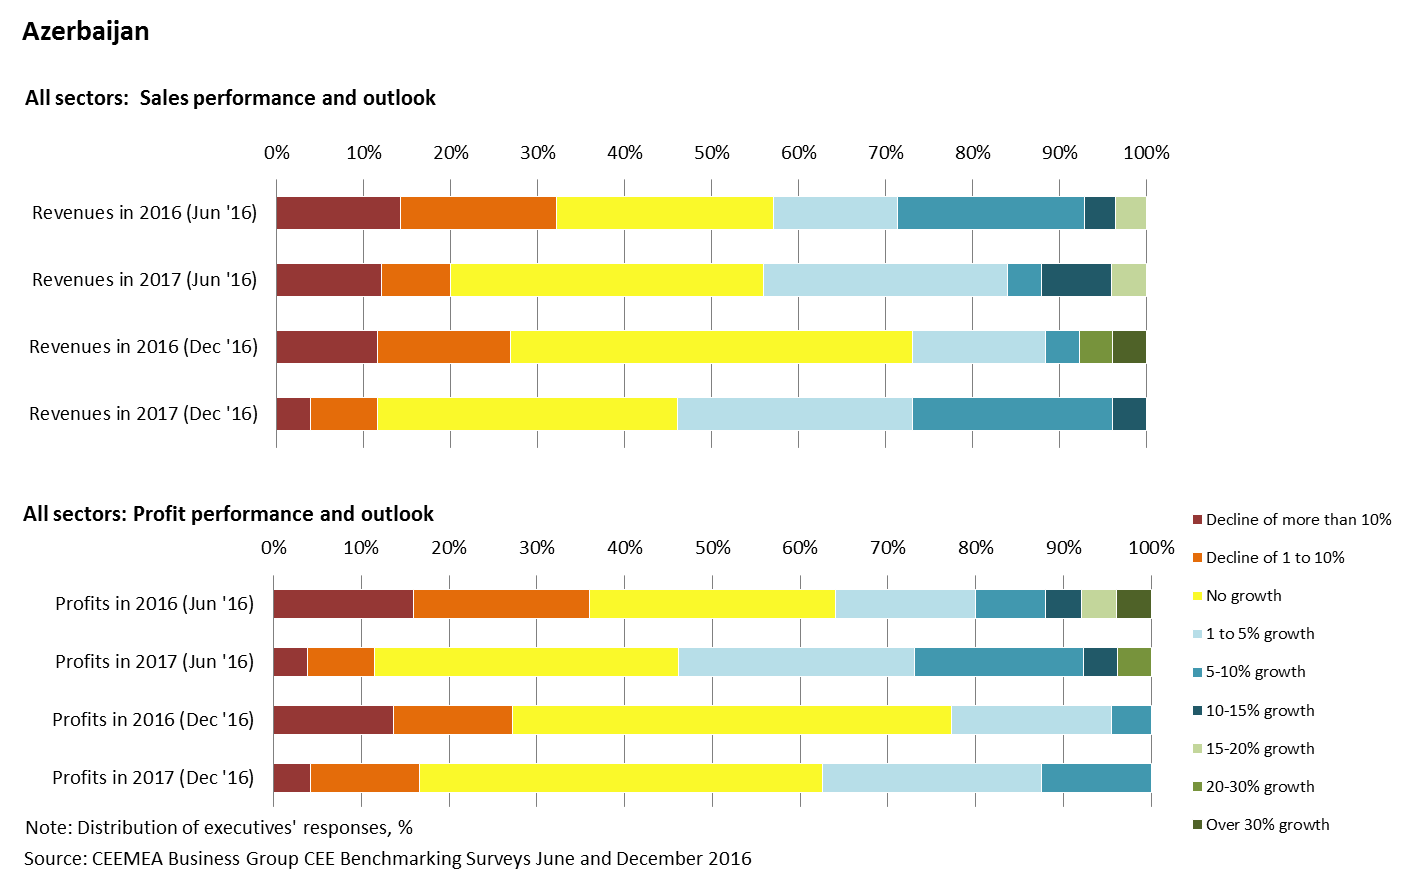 Azerbaijan
All sectors:  Sales performance and outlook
0% 10% 20% 30% 40% 50% 60% 70% 80% 90% 100%
Revenues in 2016 (Jun '16)
Revenues in 2017 (Jun '16)
Revenues in 2016 (Dec '16)
Revenues in 2017 (Dec '16)
All sectors: Profit performance and outlook
0% 10% 20% 30% 40% 50% 60% 70% 80% 90% 100%
Profits in 2016 (Jun '16)
Profits in 2017 (Jun '16)
Profits in 2016 (Dec '16)
Profits in 2017 (Dec '16)
Decline of more than 10%
Decline of 1 to 10%
No growth
1 to 5% growth
5-10% growth
10-15% growth
15-20% growth
20-30% growth
Over 30% growth
Note: Distribution of executives' responses, %
Source: CEEMEA Business Group CEE Benchmarking Surveys June and December 2016